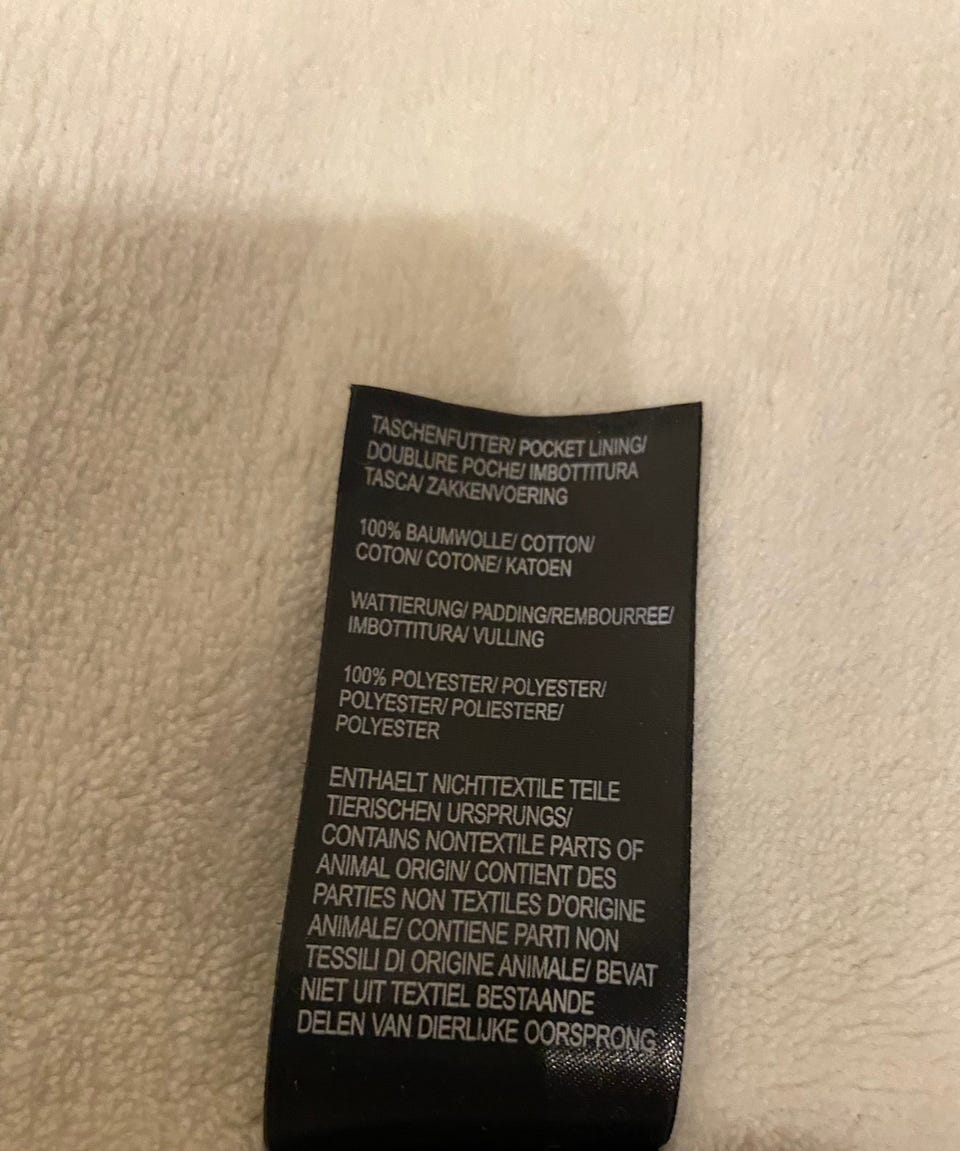 TASCHENFUTTER/ POCKET LINING/
DOUBLURE POCHE/ IMBOTTITURA
TASCA/ ZAKKENVOERING
100% BAUMWOLLE/ COTTON/
COTON/ COTONE/ KATOEN
WATTIERUNG/ PADDING/REMBOURREE/
IMBOTTITURA/ VULLING
100% POLYESTER/ POLYESTER/
POLYESTER/ POLIESTERE/
POLYESTER
ENTHAELT NICHTTEXTILE TEILE
TIERISCHEN URSPRUNGS/
CONTAINS NONTEXTILE PARTS OF
ANIMAL ORIGIN/ CONTIENT DES
PARTIES NON TEXTILES D'ORIGINE
ANIMALE/ CONTIENE PARTI NON
TESSILI DI ORIGINE ANIMALE/ BEVAT
NIET UIT TEXTIEL BESTAANDE
DELEN VAN DIERLIJKE OORSPRONG